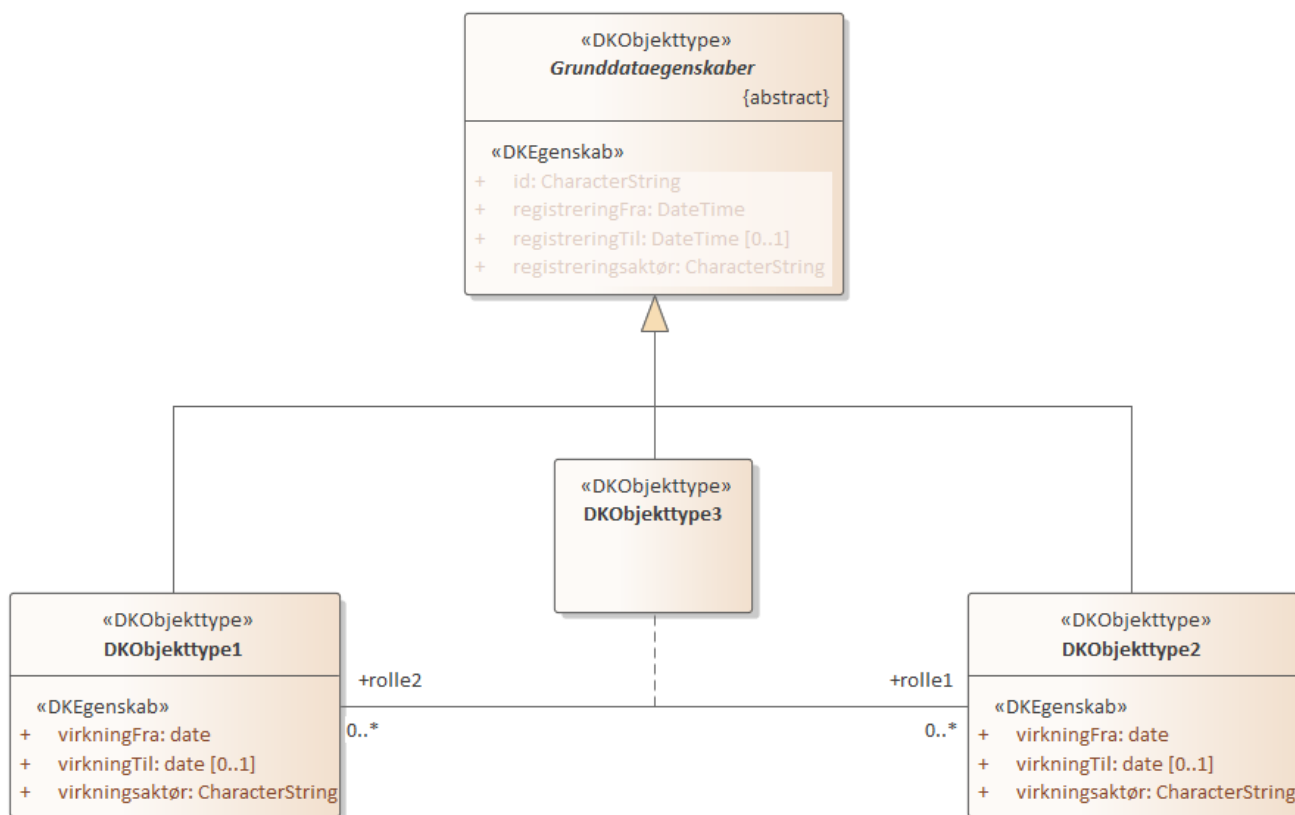 «DKObjekttype»
Grunddataegenskaber
{abstract}
«DKEgenskab»
+ id: CharacterString
+ registreringFra: DateTime
+ registreringTil: DateTime [0..1]
+ registreringsaktør: CharacterString
«DKObjekttype»
DKObjekttype3
«DKObjekttype»
DKObjekttype1
«DKEgenskab»
+ virkningFra: date
+ virkningTil: date [0..1]
+ virkningsaktør: CharacterString
+rolle2
0..*
+rolle1
0..*
«DKObjekttype»
DKObjekttype2
«DKEgenskab»
+ virkningFra: date
+ virkningTil: date [0..1]
+ virkningsaktør: CharacterString